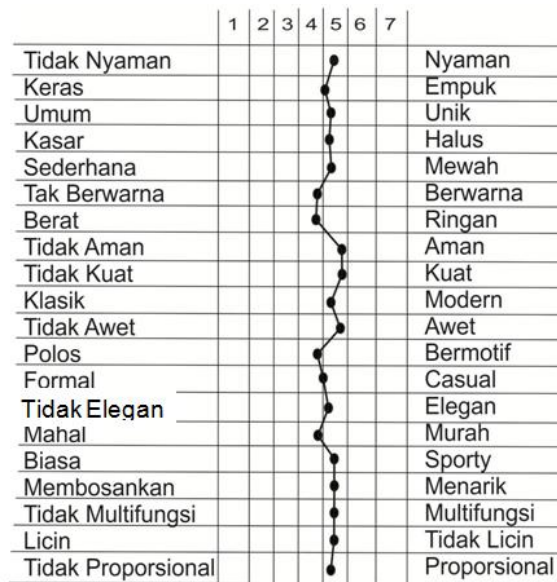 1 2 3 4 5 6 7
Tidak Nyaman Nyaman
Keras Empuk
Umum Unik
Kasar Halus
Sederhana Mewah
Tak Berwarna Berwarna
Berat Ringan
Tidak Aman Aman
Tidak Kuat Kuat
Klasik Modern
Tidak Awet Awet
Polos Bermotif
Formal Casual
Tidak Elegan Elegan
Mahal Murah
Biasa Sporty
Membosankan Menarik
Tidak Multifungsi Multifungsi
Licin Tidak Licin
Tidak Proporsional Proporsional